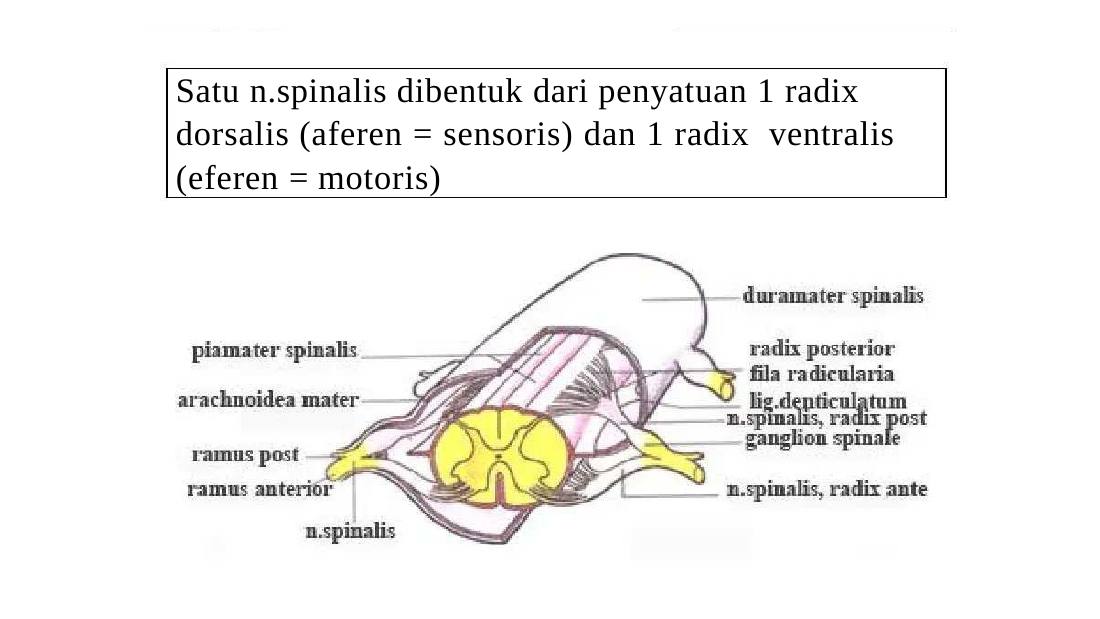 Satu n.spinalis dibentuk dari penyatuan 1 radix
dorsalis (aferen = sensoris) dan 1 radix ventralis
(eferen = motoris)
duramater spinalis
piamater spinalis
radix posterior
fila radicularia
arachnoidea mater
lig.denticulatum
n.spinalis, radix post
ganglion spinale
ramus post
ramus anterior
n.spinalis, radix ante
n.spinalis